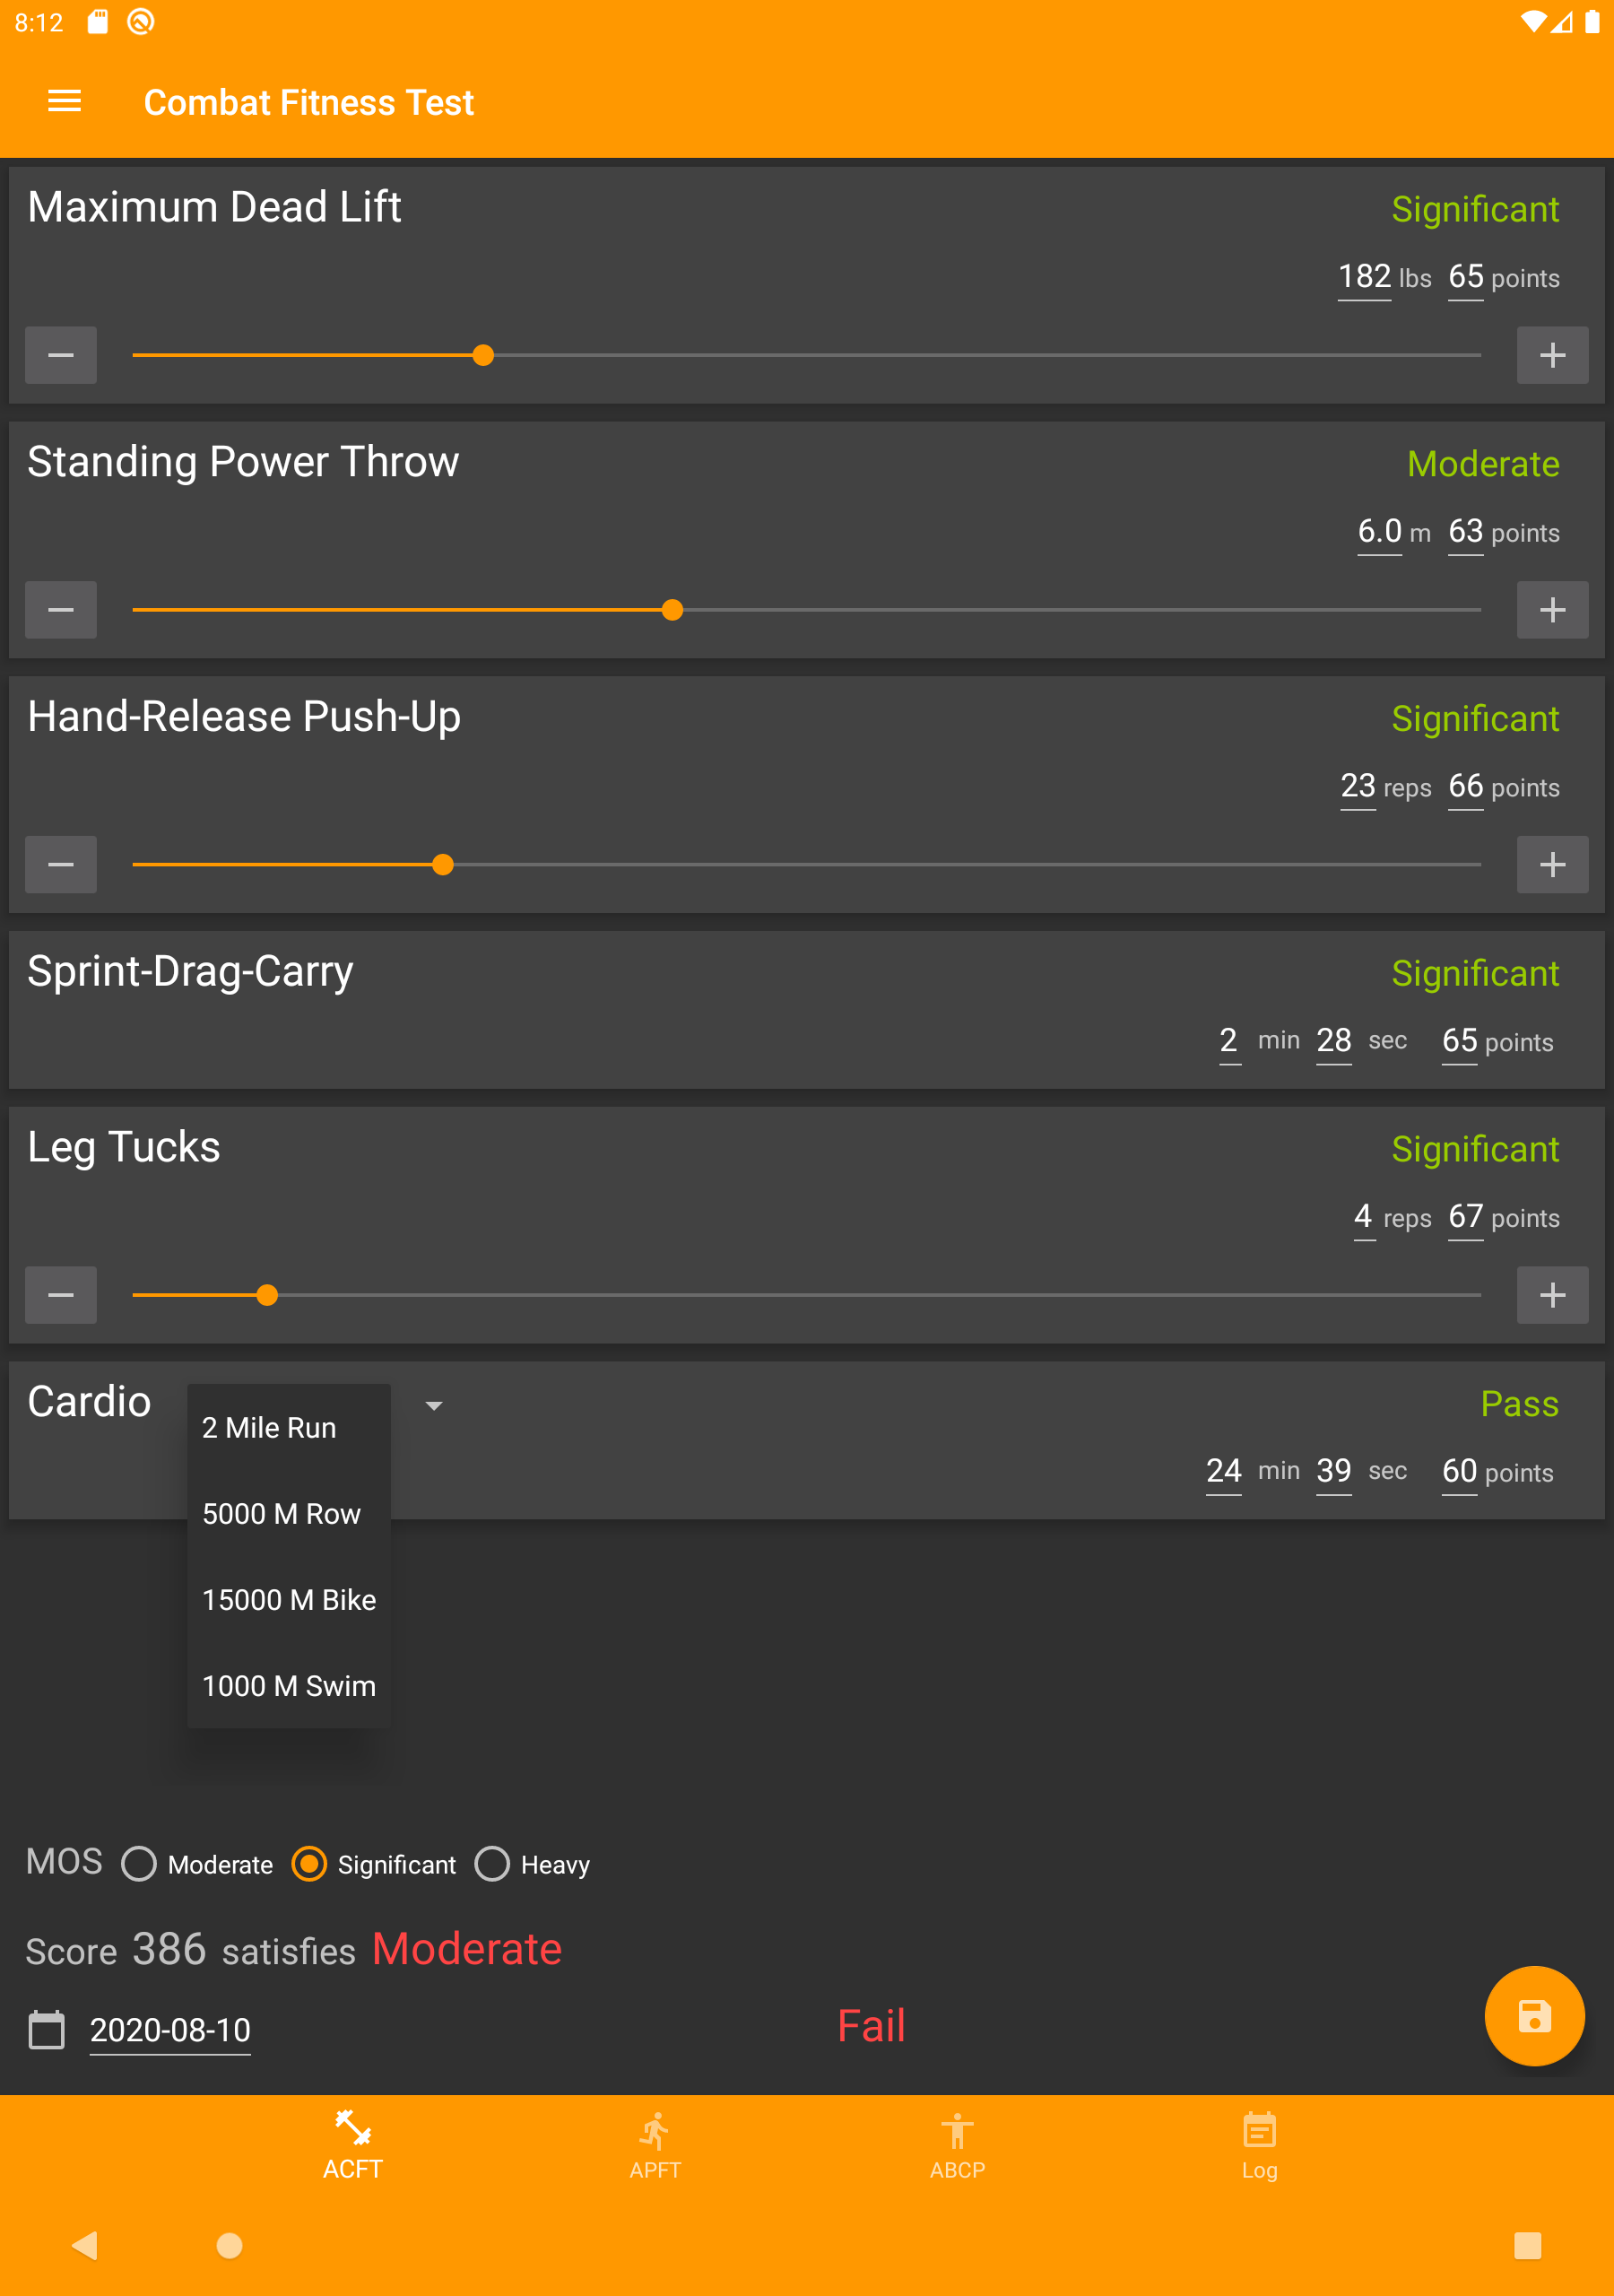 8:12
Combat Fitness Test
Maximum Dead Lift
Significant
182 lbs 65 points
Standing Power Throw
Moderate
6.0 m 63 points
Hand-Release Push-Up
Significant
23 reps 66 points
Sprint-Drag-Carry
Significant
2 min 28 sec 65 points
Leg Tucks
Significant
4 reps 67 points
Cardio
Pass
2 Mile Run
24 min 39 sec 60 points
5000 M Row
15000 M Bike
1000 M Swim
MOS Moderate Significant Heavy
Score 386 satisfies Moderate
2020-08-10
Fail
ACFT APFT ABCP Log